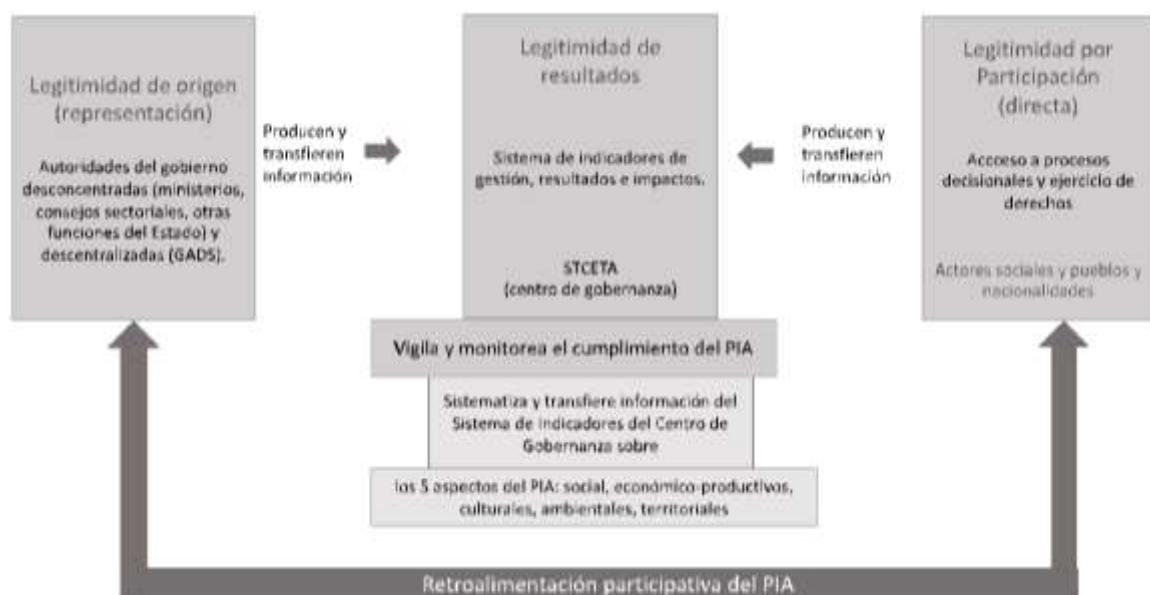 Legitimidad de origen
(representación)
Autoridades del gobierno
desconcentradas (ministerios,
consejos sectoriales, otras
funciones del Estado) y
descentralizadas (GADS).
Producen y
transfieren
información
Legitimidad de
resultados
Sistema de indicadores de
gestión, resultados e impactos.
STCETA
(centro de gobernanza)
Vigila y monitorea el cumplimiento del PIA
Sistematiza y transfiere información del
Sistema de Indicadores del Centro de
Gobernanza sobre
los 5 aspectos del PIA: social, económico-productivos,
culturales, ambientales, territoriales
Producen y
transfieren
información
Legitimidad por
Participación
(directa)
Accceso a procesos
decisionales y ejercicio de
derechos
Actores sociales y pueblos y
nacionalidades
Retroalimentación participativa del PIA